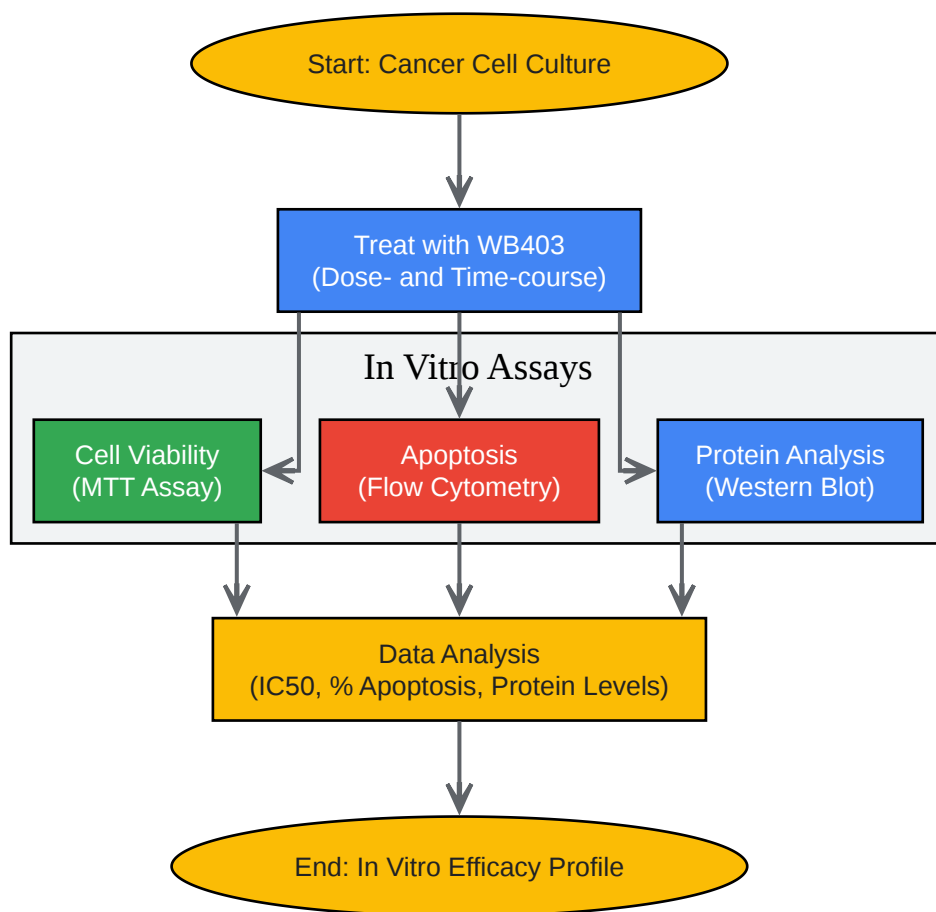 Start: Cancer Cell Culture
Treat with WB403
(Dose- and Time-course)
In Vitro Assays
Cell Viability
(MTT Assay)
Apoptosis
(Flow Cytometry)
Protein Analysis
(Western Blot)
Data Analysis
(IC50, % Apoptosis, Protein Levels)
End: In Vitro Efficacy Profile